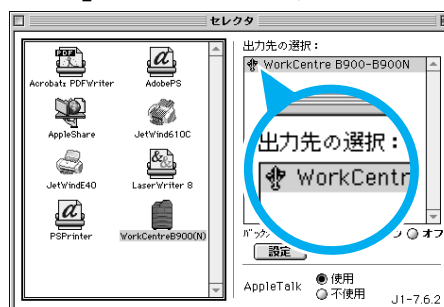 セレクタ
Acrobat™ PDFWriter
AdobePS
AppleShare
JetWind610C
JetWindE40
LaserWriter 8
PSPrinter
WorkCentreB900(N)
出力先の選択：
WorkCentre B900-B900N
出力先の選択：
WorkCentr
オフ
設定
AppleTalk
使用
不使用
J1-7.6.2